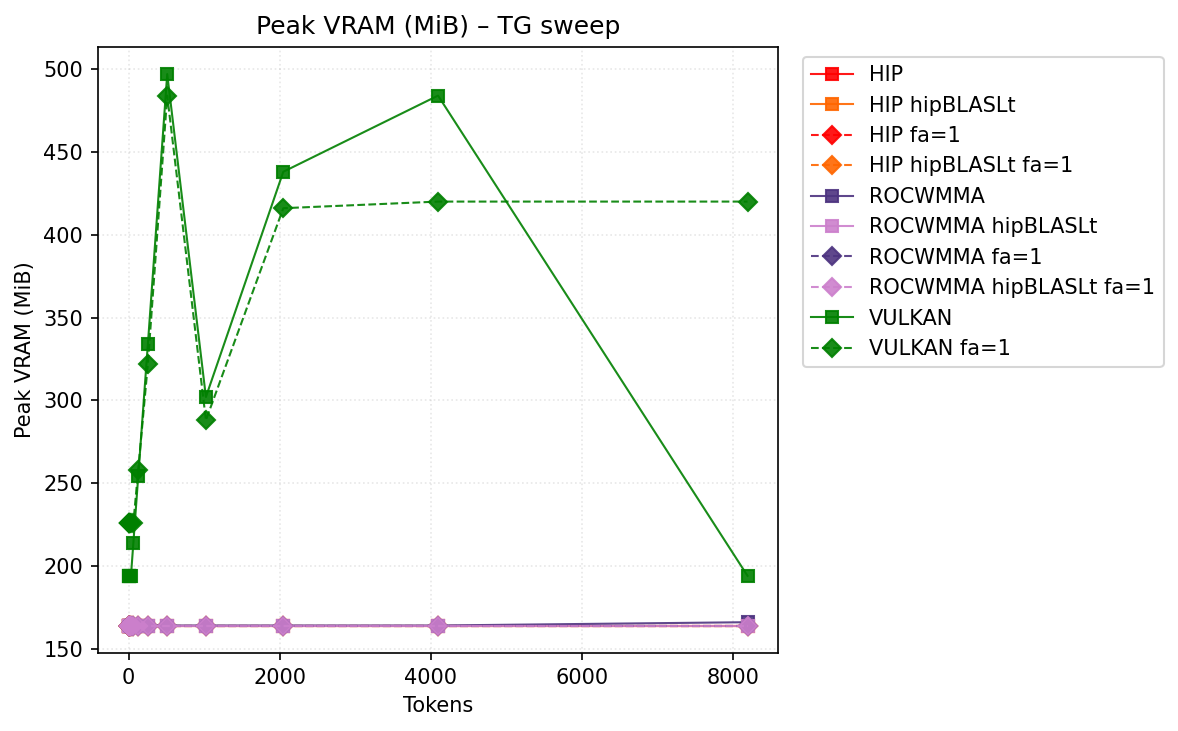 Peak VRAM (MiB) – TG sweep
Peak VRAM (MiB)
500
450
400
350
300
250
200
150
0 2000 4000 6000 8000
Tokens
HIP
HIP hipBLASLt
HIP fa=1
HIP hipBLASLt fa=1
ROCWMMA
ROCWMMA hipBLASLt
ROCWMMA fa=1
ROCWMMA hipBLASLt fa=1
VULKAN
VULKAN fa=1